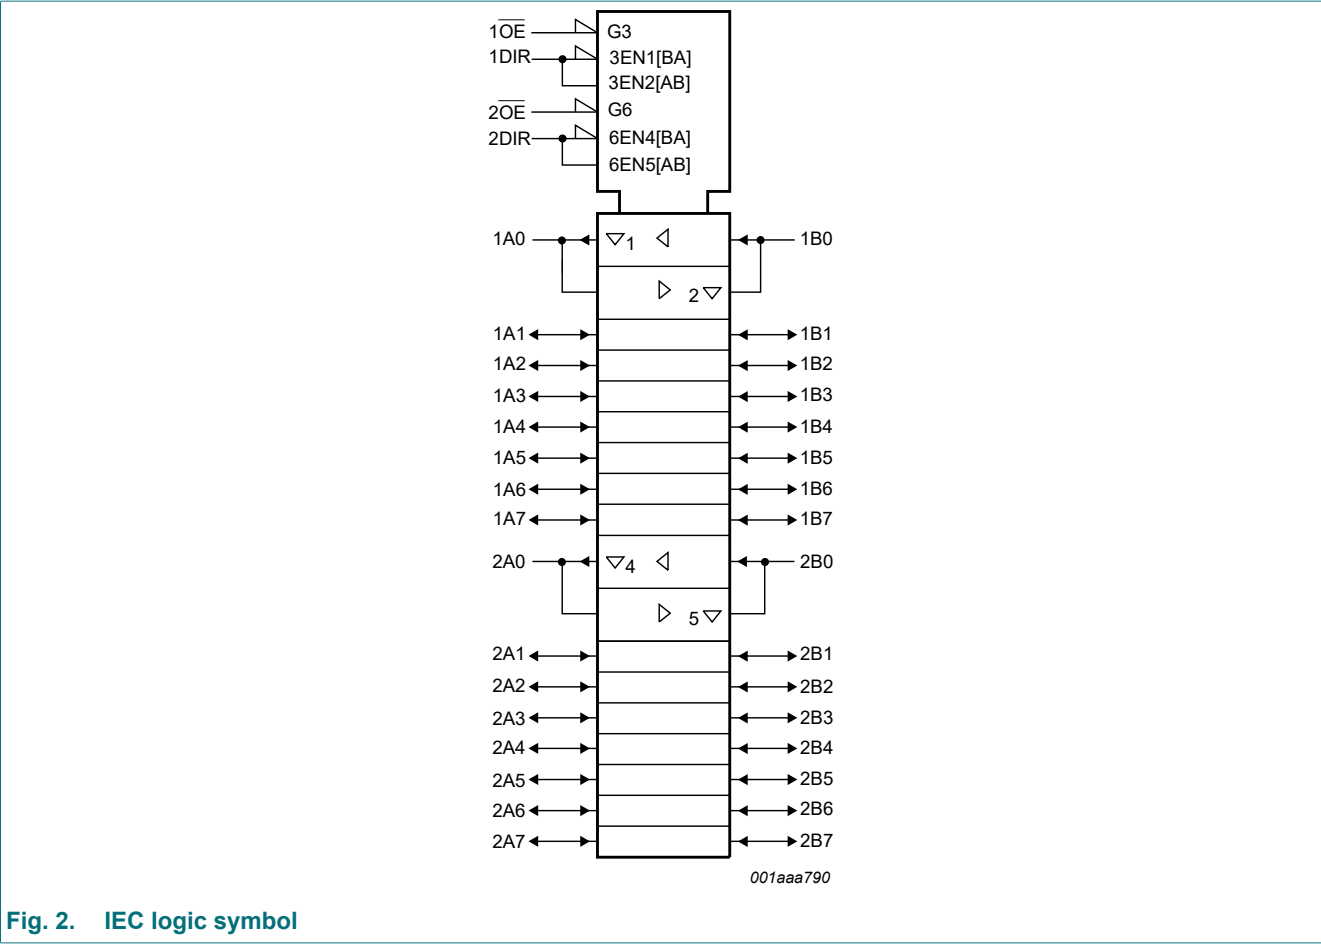 1O̅E̅ G3
1DIR 3EN1[BA]
3EN2[AB]
2O̅E̅ G6
2DIR 6EN4[BA]
6EN5[AB]
1A0 1 1B0
2
1A1 1B1
1A2 1B2
1A3 1B3
1A4 1B4
1A5 1B5
1A6 1B6
1A7 1B7
2A0 4 2B0
5
2A1 2B1
2A2 2B2
2A3 2B3
2A4 2B4
2A5 2B5
2A6 2B6
2A7 2B7
001aaa790
Fig. 2. IEC logic symbol